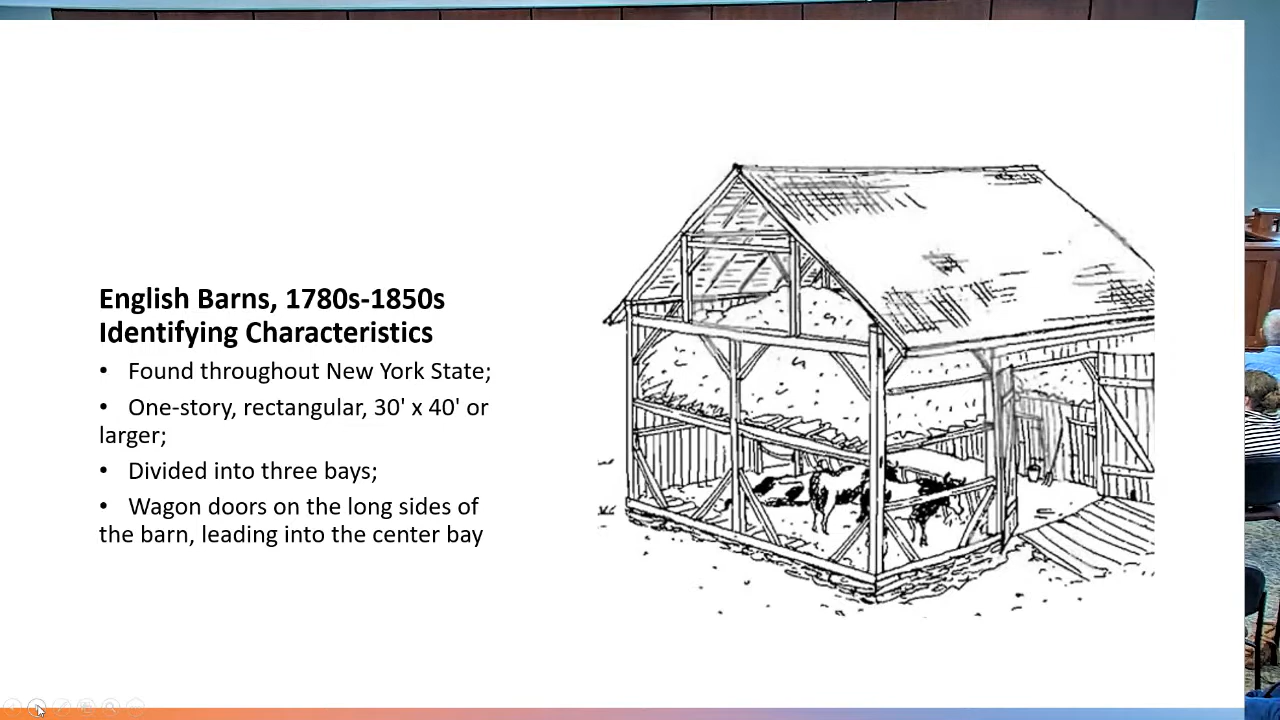 English Barns, 1780s-1850s
Identifying Characteristics
• Found throughout New York State;
• One-story, rectangular, 30' x 40' or
larger;
• Divided into three bays;
• Wagon doors on the long sides of
the barn, leading into the center bay